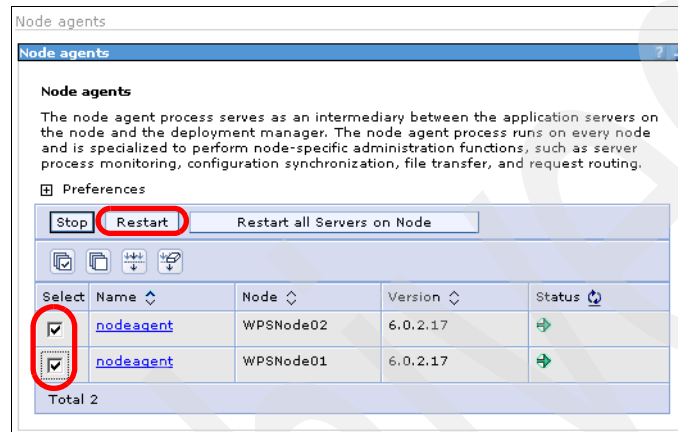 Node agents
Node agents ?
Node agents
The node agent process serves as an intermediary between the application servers on
the node and the deployment manager. The node agent process runs on every node
and is specialized to perform node-specific administration functions, such as server
process monitoring, configuration synchronization, file transfer, and request routing.
Preferences
Stop Restart Restart all Servers on Node
Select Name Node Version Status
nodeagent WPSNode02 6.0.2.17
nodeagent WPSNode01 6.0.2.17
Total 2